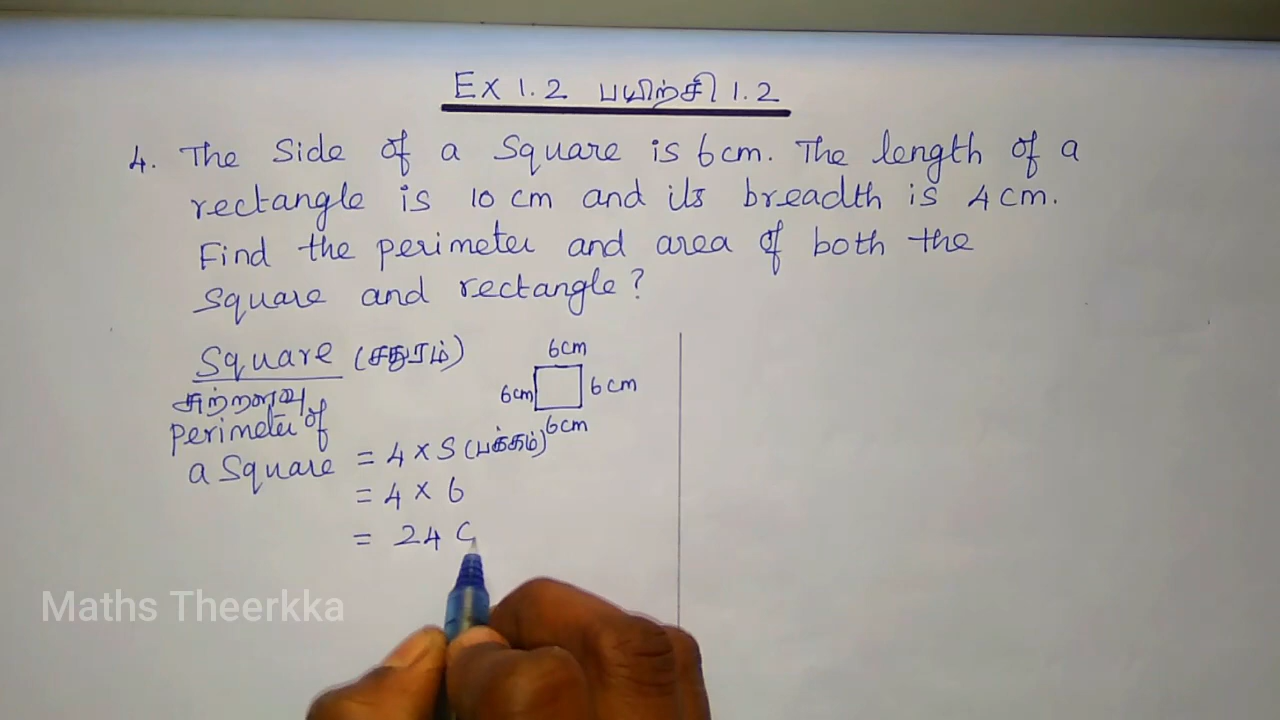 Ex 1.2 பயிற்சி 1.2
4. The Side of a Square is 6cm. The length of a
rectangle is 10 cm and its breadth is 4 cm.
Find the perimeter and area of both the
Square and rectangle?
Square (சதுரம்)
6cm
6cm 6cm
6cm
சுற்றளவு
Perimeter of
a Square = 4 × S (பக்கம்)
= 4 × 6
= 24 C
Maths Theerkka